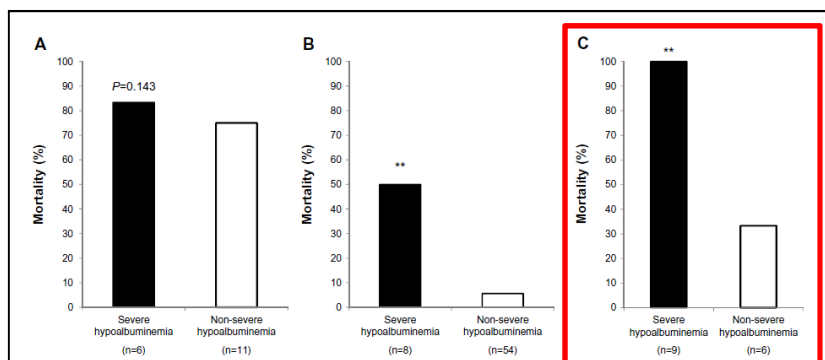 A
Mortality (%)
100
90
80
70
60
50
40
30
20
10
0
P=0.143
Severe
hypoalbuminemia
(n=6)
Non-severe
hypoalbuminemia
(n=11)
B
Mortality (%)
100
90
80
70
60
50
40
30
20
10
0
**
Severe
hypoalbuminemia
(n=8)
Non-severe
hypoalbuminemia
(n=54)
C
Mortality (%)
100
90
80
70
60
50
40
30
20
10
0
**
Severe
hypoalbuminemia
(n=9)
Non-severe
hypoalbuminemia
(n=6)